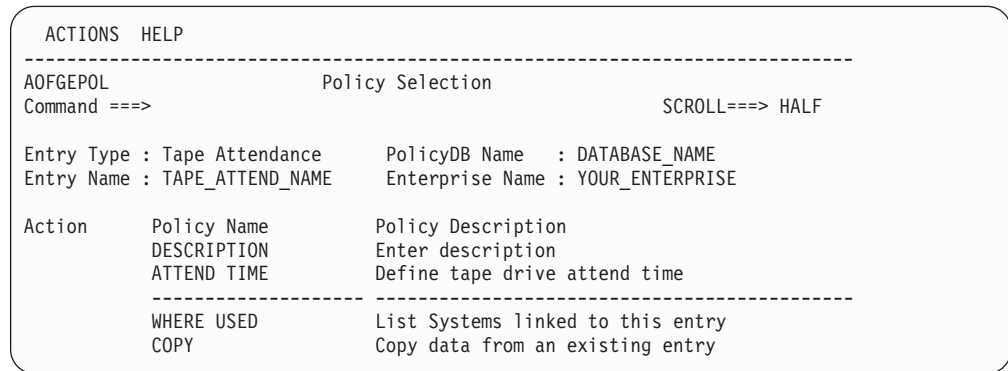 ACTIONS HELP
-------------------------------------------------------------------------------
AOFGEPOL Policy Selection
Command ===> SCROLL===> HALF
Entry Type : Tape Attendance PolicyDB Name : DATABASE_NAME
Entry Name : TAPE_ATTEND_NAME Enterprise Name : YOUR_ENTERPRISE
Action Policy Name Policy Description
DESCRIPTION Enter description
ATTEND TIME Define tape drive attend time
-------------------- ---------------------------------------------
WHERE USED List Systems linked to this entry
COPY Copy data from an existing entry